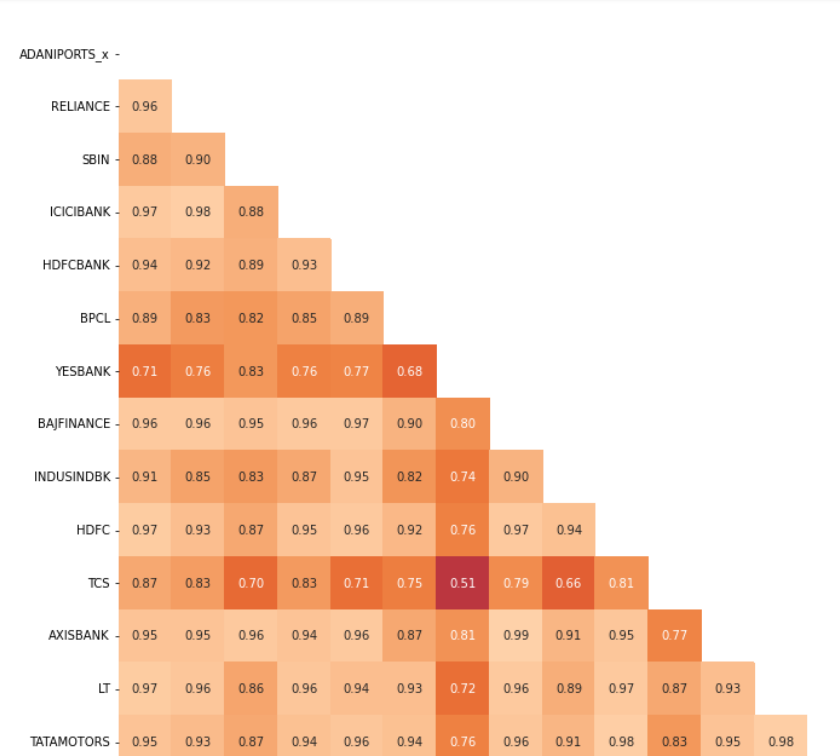 ADANIPORTS_x
RELIANCE 0.96
SBIN 0.88 0.90
ICICIBANK 0.97 0.98 0.88
HDFCBANK 0.94 0.92 0.89 0.93
BPCL 0.89 0.83 0.82 0.85 0.89
YESBANK 0.71 0.76 0.83 0.76 0.77 0.68
BAJFINANCE 0.96 0.96 0.95 0.96 0.97 0.90 0.80
INDUSINDBK 0.91 0.85 0.83 0.87 0.95 0.82 0.74 0.90
HDFC 0.97 0.93 0.87 0.95 0.96 0.92 0.76 0.97 0.94
TCS 0.87 0.83 0.70 0.83 0.71 0.75 0.51 0.79 0.66 0.81
AXISBANK 0.95 0.95 0.96 0.94 0.96 0.87 0.81 0.99 0.91 0.95 0.77
LT 0.97 0.96 0.86 0.96 0.94 0.93 0.72 0.96 0.89 0.97 0.87 0.93
TATAMOTORS 0.95 0.93 0.87 0.94 0.96 0.94 0.76 0.96 0.91 0.98 0.83 0.95 0.98